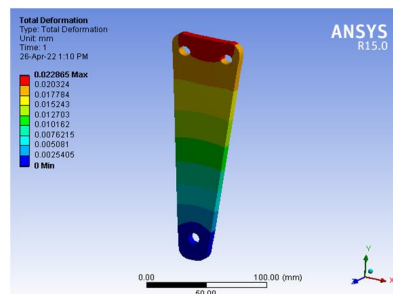 Total Deformation
Type: Total Deformation
Unit: mm
Time: 1
26-Apr-22 1:10 PM
ANSYS
R15.0
0.022865 Max
0.020324
0.017784
0.015243
0.012703
0.010162
0.0076215
0.005081
0.0025405
0 Min
0.00
100.00 (mm)
50.00
Y
Z
X